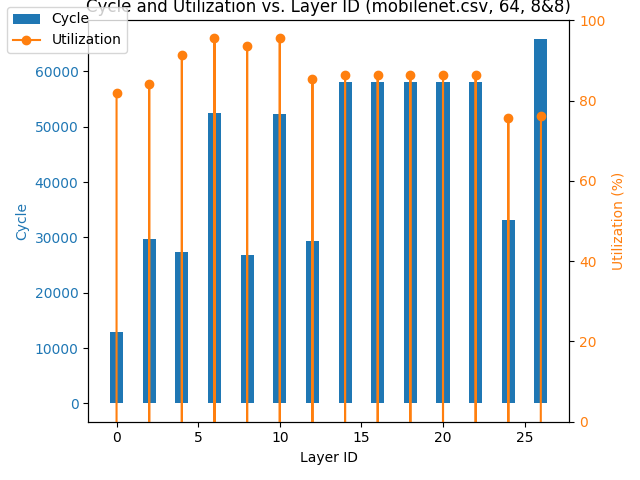 Cycle and Utilization vs. Layer ID (mobilenet.csv, 64, 8&8)
Cycle
Utilization
60000
50000
40000
30000
20000
10000
0
Cycle
100
80
60
40
20
0
Utilization (%)
0 5 10 15 20 25
Layer ID